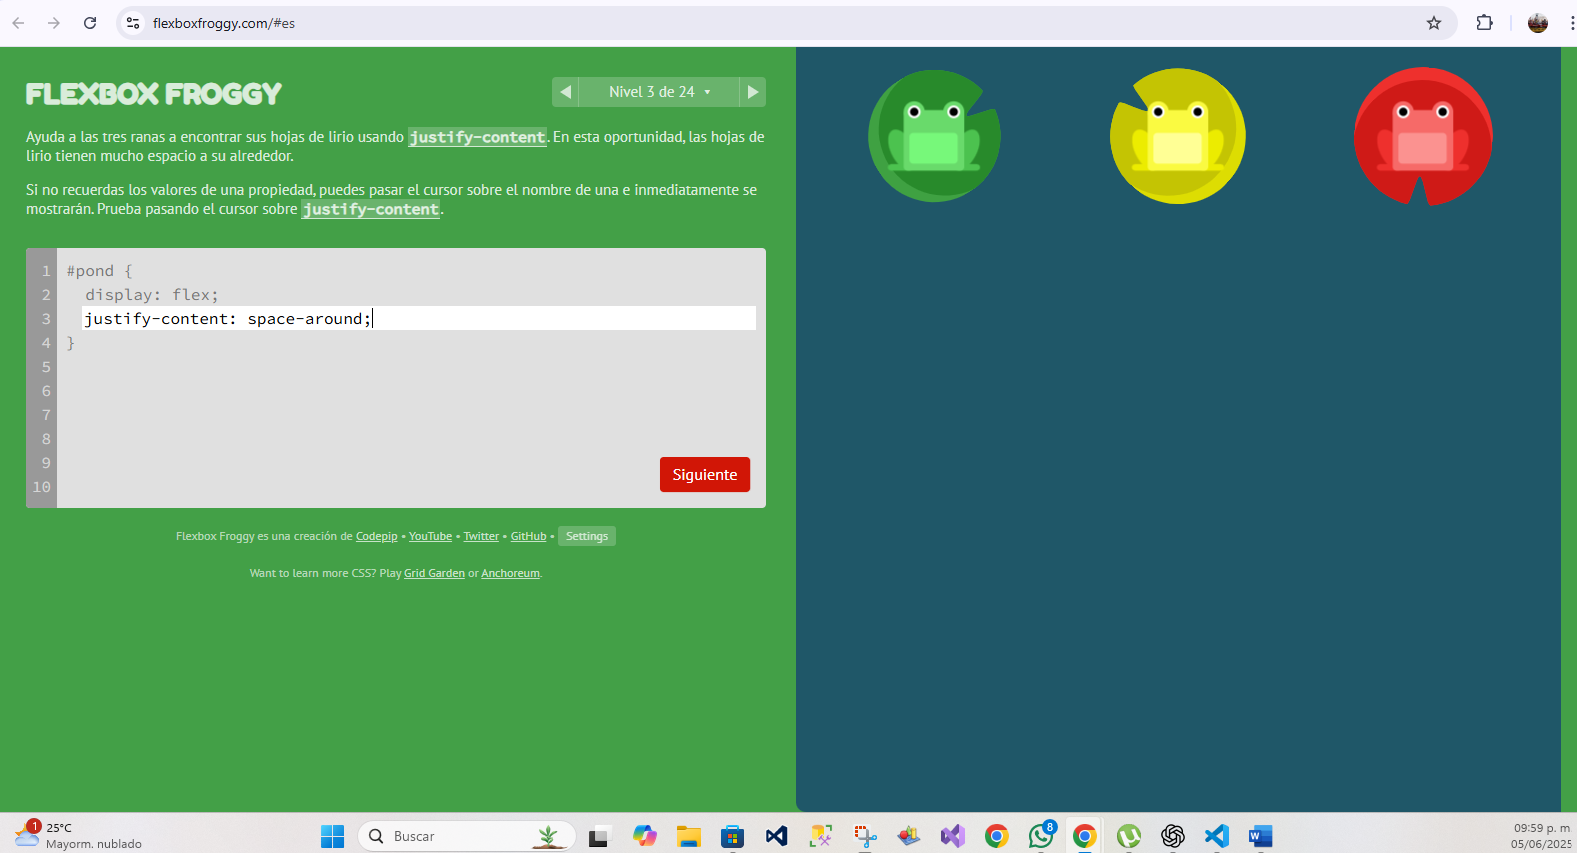 flexboxfroggy.com/#es
FLEXBOX FROGGY
Nivel 3 de 24
Ayuda a las tres ranas a encontrar sus hojas de lirio usando justify-content. En esta oportunidad, las hojas de
lirio tienen mucho espacio a su alrededor.
Si no recuerdas los valores de una propiedad, puedes pasar el cursor sobre el nombre de una e inmediatamente se
mostrarán. Prueba pasando el cursor sobre justify-content.
1 #pond {
2 display: flex;
3 justify-content: space-around;
4 }
5
6
7
8
9
10
Siguiente
Flexbox Froggy es una creación de Codepip • YouTube • Twitter • GitHub • Settings
Want to learn more CSS? Play Grid Garden or Anchoreum.
1
25°C
Mayorm. nublado
Buscar
8
W
09:59 p. m
05/06/2025